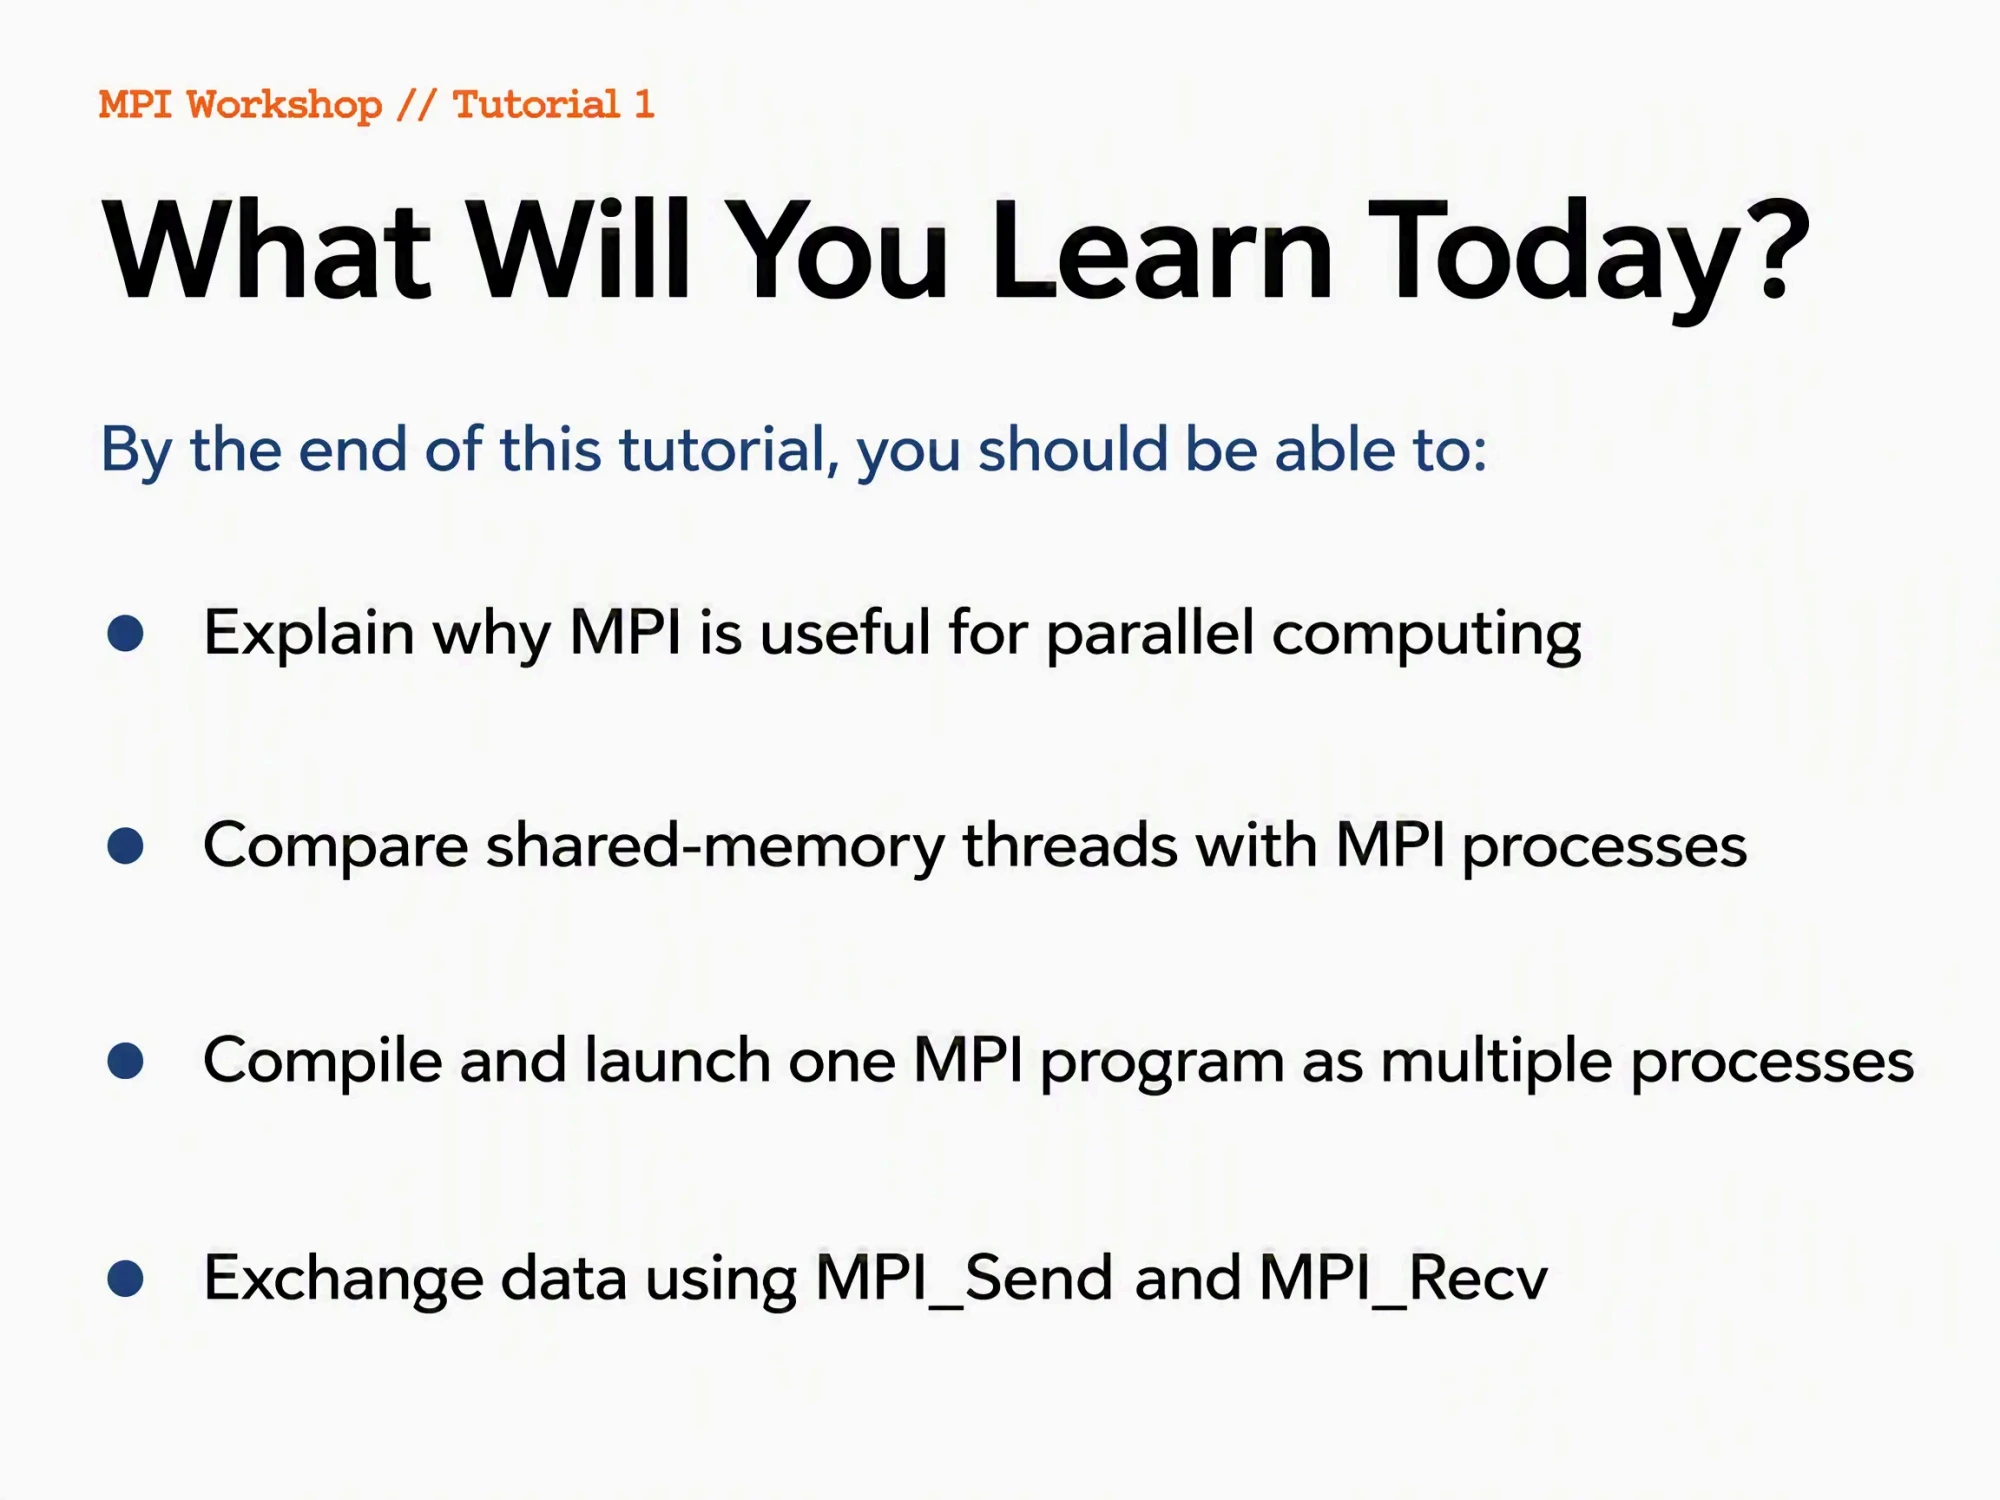 MPI Workshop // Tutorial 1
What Will You Learn Today?
By the end of this tutorial, you should be able to:
● Explain why MPI is useful for parallel computing
● Compare shared-memory threads with MPI processes
● Compile and launch one MPI program as multiple processes
● Exchange data using MPI_Send and MPI_Recv